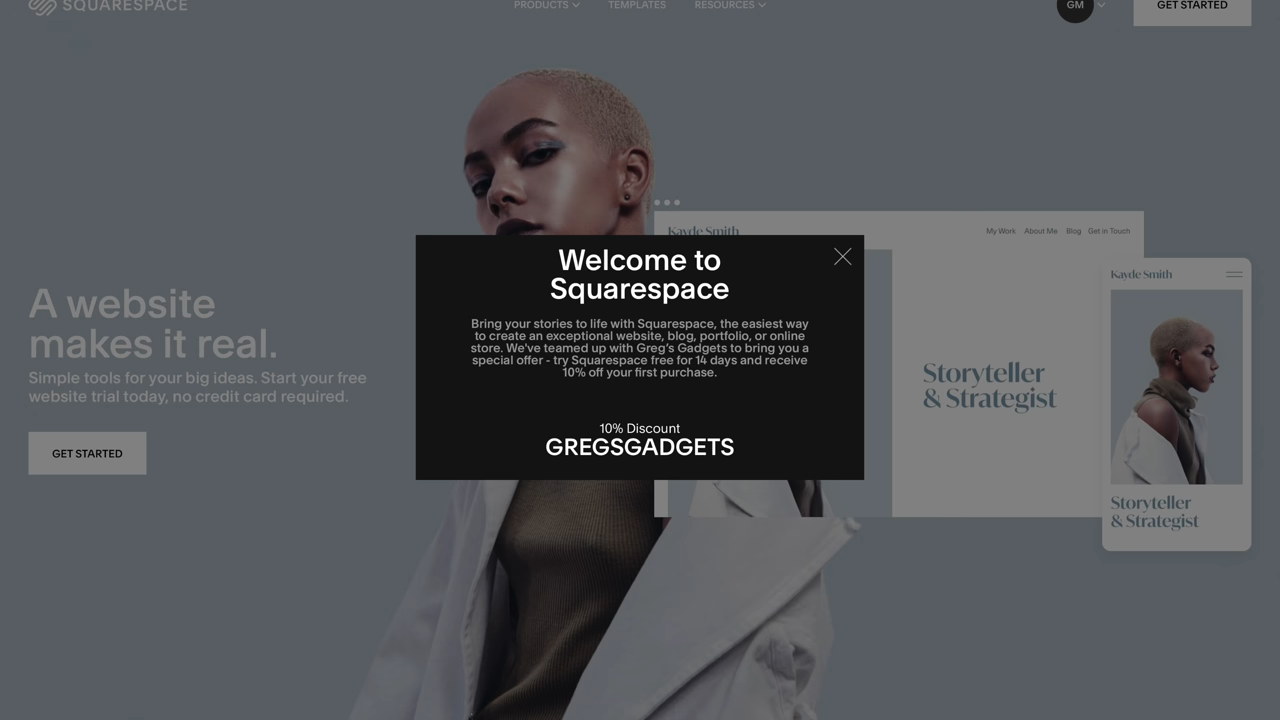 SQUARESPACE
PRODUCTS
TEMPLATES
RESOURCES
GM
GET STARTED
Kayde Smith
My Work
About Me
Blog
Get in Touch
Kayde Smith
A website
makes it real.
Simple tools for your big ideas. Start your free
website trial today, no credit card required.
GET STARTED
Welcome to
Squarespace
Bring your stories to life with Squarespace, the easiest way
to create an exceptional website, blog, portfolio, or online
store. We've teamed up with Greg's Gadgets to bring you a
special offer - try Squarespace free for 14 days and receive
10% off your first purchase.
10% Discount
GREGSGADGETS
Storyteller
& Strategist
Storyteller
& Strategist